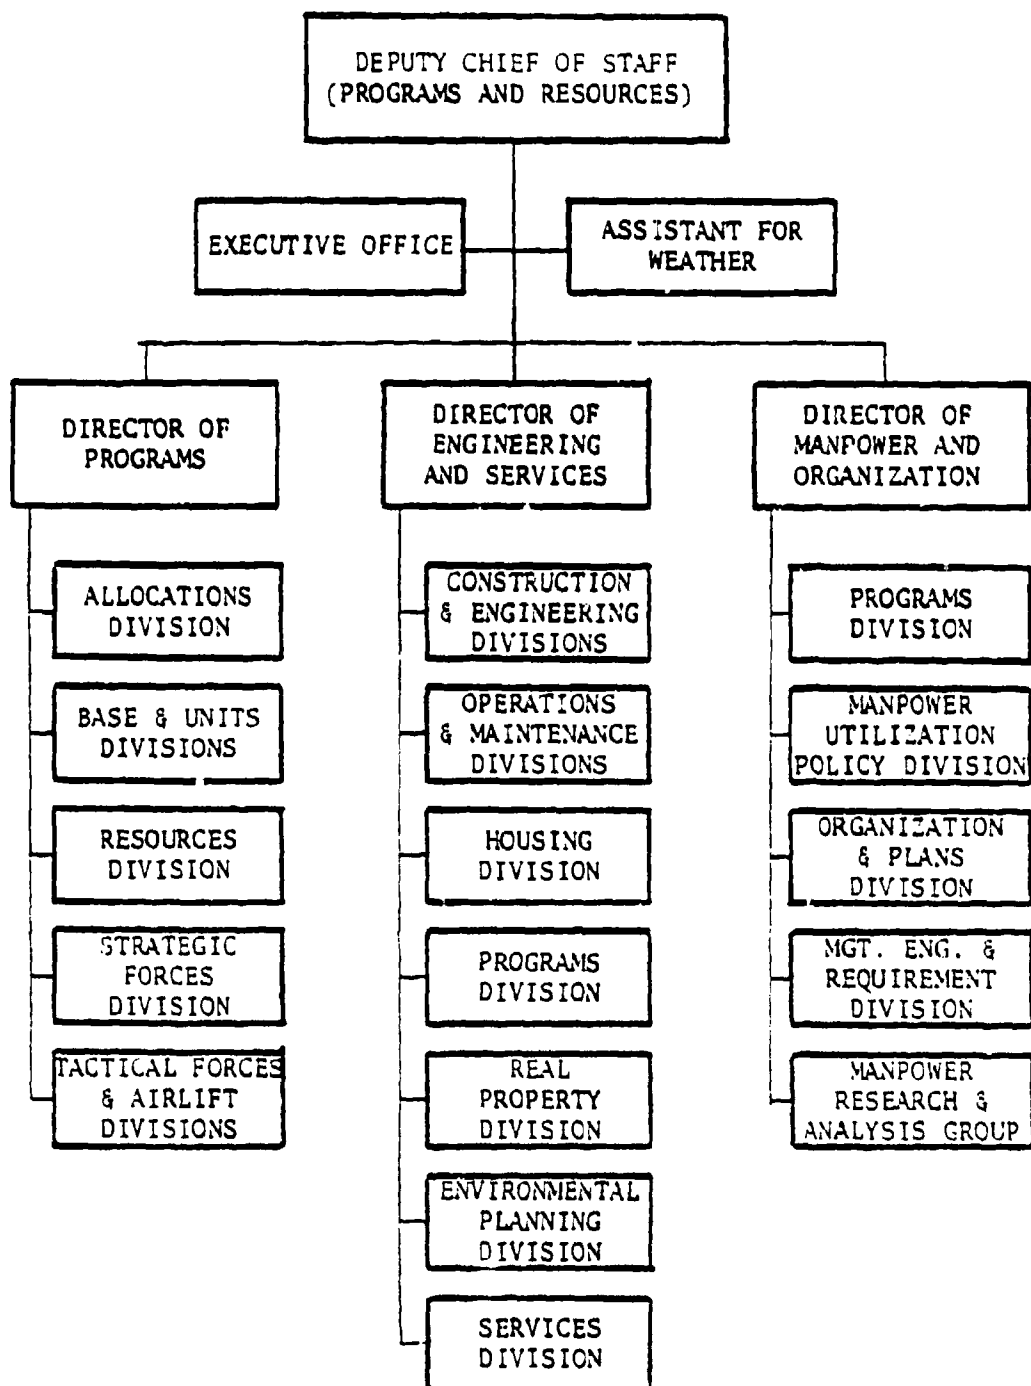 DEPUTY CHIEF OF STAFF
(PROGRAMS AND RESOURCES)
EXECUTIVE OFFICE
ASSISTANT FOR
WEATHER
DIRECTOR OF
PROGRAMS
DIRECTOR OF
ENGINEERING
AND SERVICES
DIRECTOR OF
MANPOWER AND
ORGANIZATION
ALLOCATIONS
DIVISION
BASE & UNITS
DIVISIONS
RESOURCES
DIVISION
STRATEGIC
FORCES
DIVISION
TACTICAL FORCES
& AIRLIFT
DIVISIONS
CONSTRUCTION
& ENGINEERING
DIVISIONS
OPERATIONS
& MAINTENANCE
DIVISIONS
HOUSING
DIVISION
PROGRAMS
DIVISION
REAL
PROPERTY
DIVISION
ENVIRONMENTAL
PLANNING
DIVISION
SERVICES
DIVISION
PROGRAMS
DIVISION
MANPOWER
UTILIZATION
POLICY DIVISION
ORGANIZATION
& PLANS
DIVISION
MGT. ENG. &
REQUIREMENT
DIVISION
MANPOWER
RESEARCH &
ANALYSIS GROUP